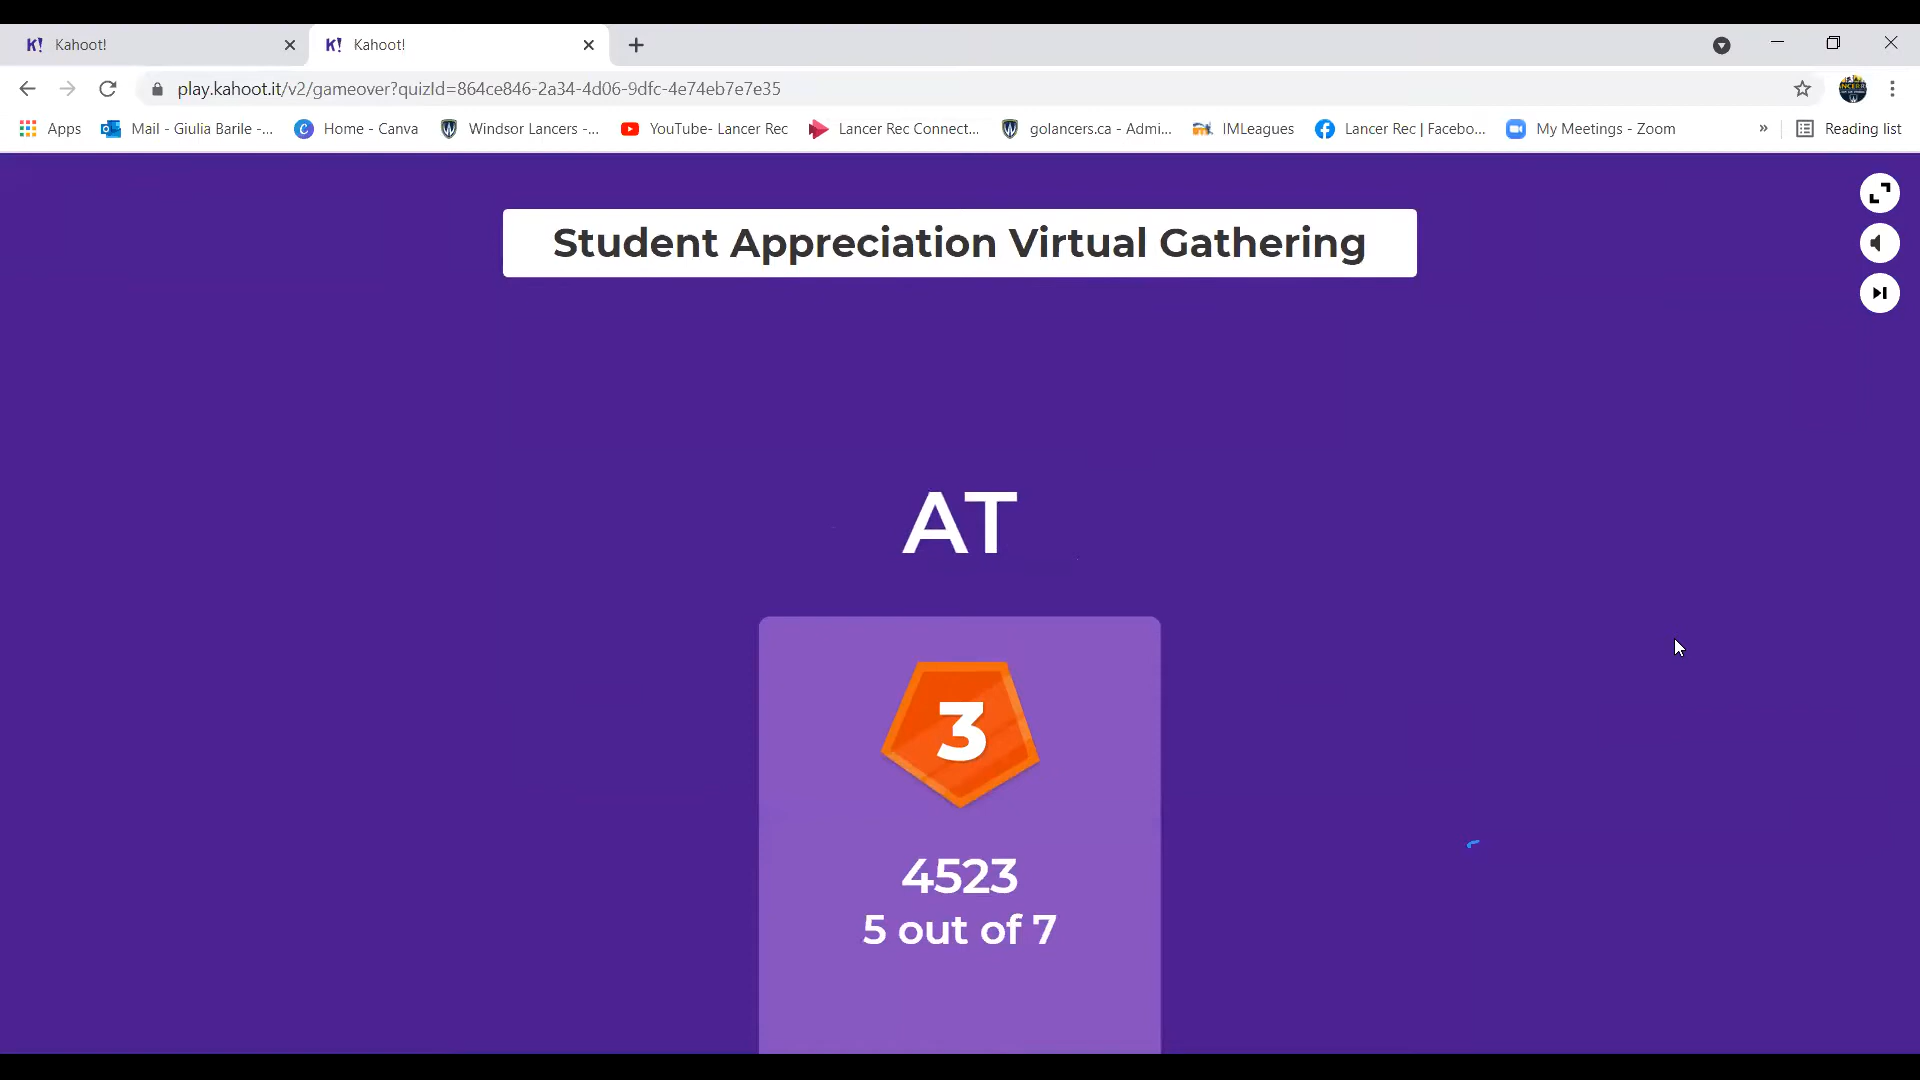 K! Kahoot!
K! Kahoot!
play.kahoot.it/v2/gameover?quizId=864ce846-2a34-4d06-9dfc-4e74eb7e7e35
Apps Mail - Giulia Barile -... Home - Canva Windsor Lancers -... YouTube- Lancer Rec Lancer Rec Connect... golancers.ca - Admi... IMLeagues Lancer Rec | Facebo... My Meetings - Zoom » Reading list
Student Appreciation Virtual Gathering
AT
3
4523
5 out of 7